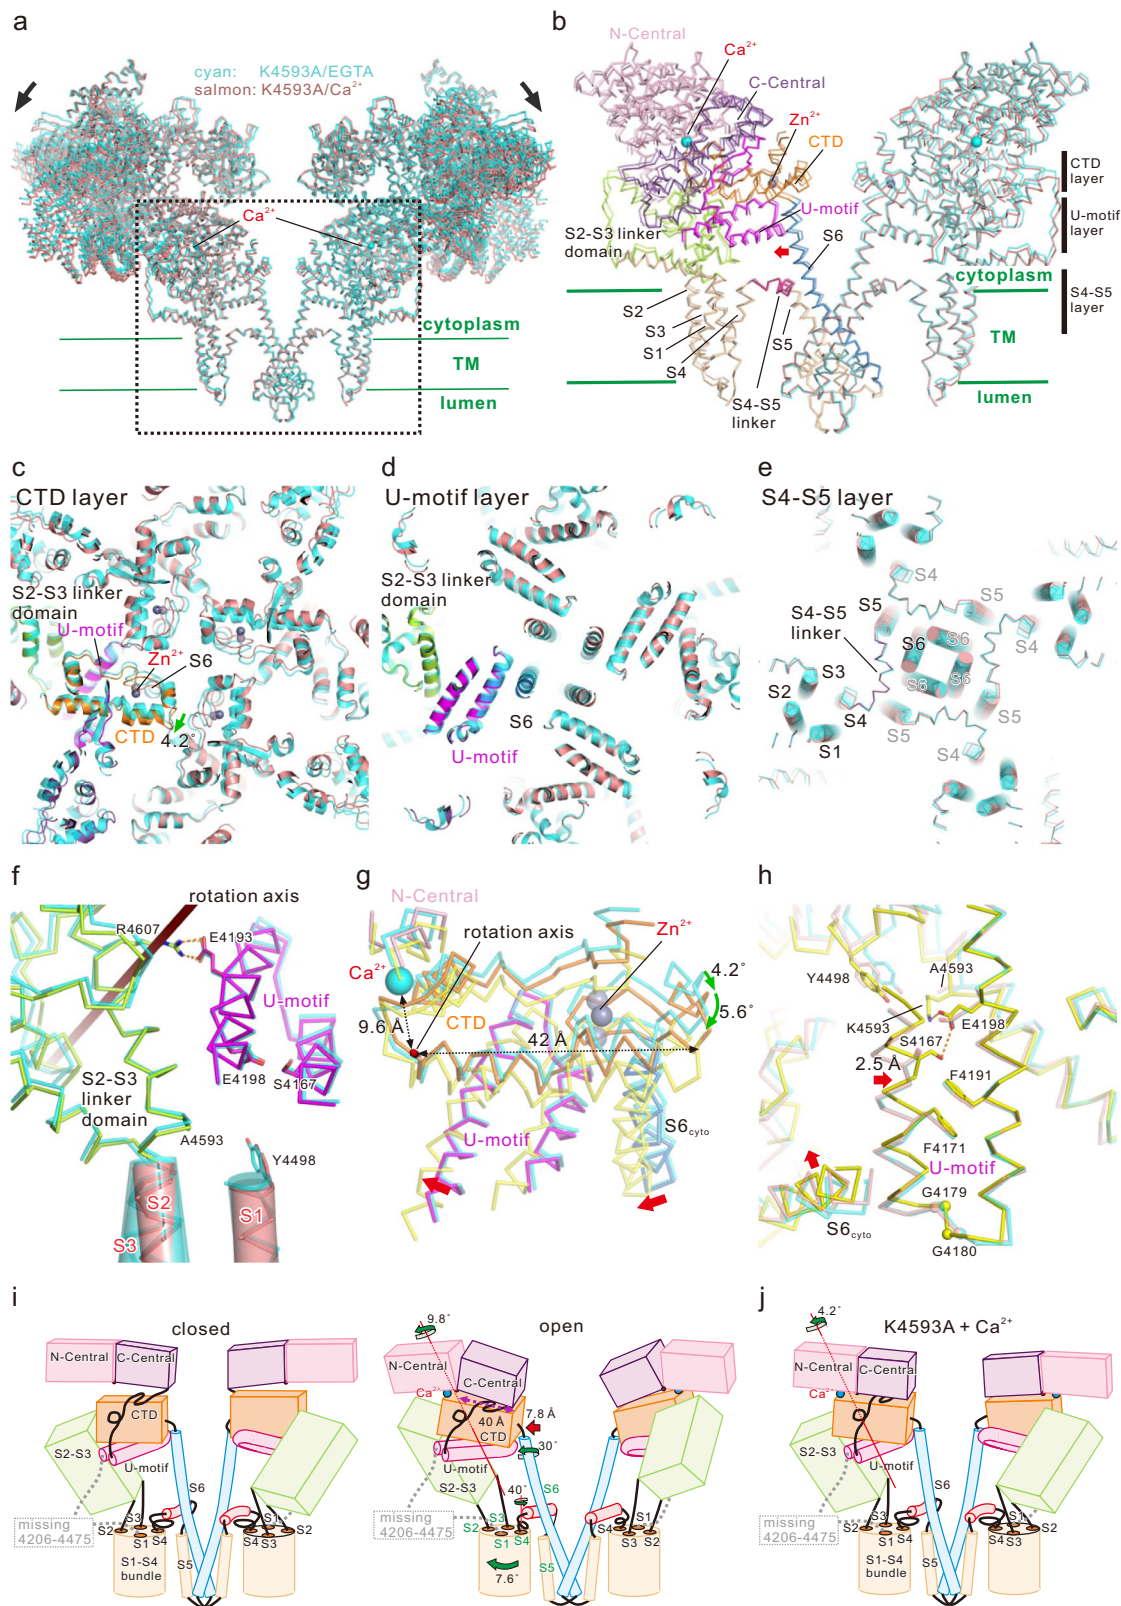 a
cyan: K4593A/EGTA
salmon: K4593A/Ca²⁺
Ca²⁺
cytoplasm
TM
lumen
b
N-Central
Ca²⁺
C-Central
Zn²⁺
CTD
CTD
layer
U-motif
U-motif
layer
S2-S3 linker
domain
S6
cytoplasm
S4-S5
layer
S2
S3
S1
S4
S5
TM
S4-S5
linker
lumen
c
CTD layer
S2-S3 linker
domain
U-motif
Zn²⁺
S6
CTD
4.2°
d
U-motif layer
S2-S3 linker
domain
S6
U-motif
e
S4-S5 layer
S4
S5
S5
S4-S5
linker
S6
S6
S6
S6
S4
S3
S2
S4
S5
S5
S1
S4
f
rotation axis
R4607
E4193
U-motif
S2-S3
linker
domain
E4198
S4167
A4593
Y4498
S2
S1
S3
g
N-Central
rotation axis
Zn²⁺
Ca²⁺
4.2°
9.6 Å
CTD
42 Å
5.6°
U-motif
S6cyto
h
Y4498
A4593
K4593
E4198
S4167
2.5 Å
F4191
F4171
U-motif
G4179
S6cyto
G4180
i
closed
N-Central
C-Central
CTD
S2-S3
U-motif
S6
missing
4206-4475
S3
S2
S1
S4
S1-S4
bundle
S5
S1
S4
S3
S2
open
9.8°
N-Central
C-Central
Ca²⁺
40 Å
CTD
7.8 Å
30°
U-motif
S2-S3
40°
S6
missing
4206-4475
S3
S2
S1
S4
S5
7.6°
S1
S4
S3
S2
j
K4593A + Ca²⁺
4.2°
N-Central
C-Central
Ca²⁺
CTD
S2-S3
U-motif
S6
missing
4206-4475
S3
S2
S1
S4
S1-S4
bundle
S5
S1
S4
S3
S2